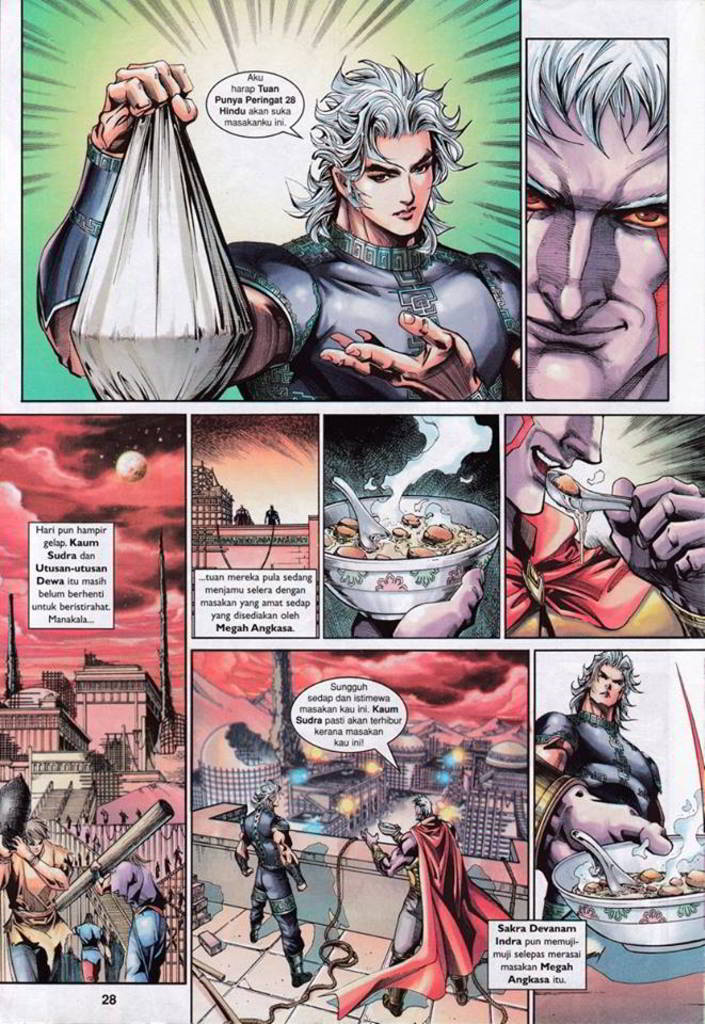 Aku
harap Tuan
Punya Peringat 28
Hindu akan suka
masakanku ini.
Hari pun hampir
gelap. Kaum
Sudra dan
Utusan-utusan
Dewa itu masih
belum berhenti
untuk beristirahat.
Manakala...
...tuan mereka pula sedang
menjamu selera dengan
masakan yang amat sedap
yang disediakan oleh
Megah Angkasa.
Sungguh
sedap dan istimewa
masakan kau ini. Kaum
Sudra pasti akan terhibur
kerana masakan
kau ini!
Sakra Devanam
Indra pun memuji-
muji selepas merasai
masakan Megah
Angkasa itu.
28